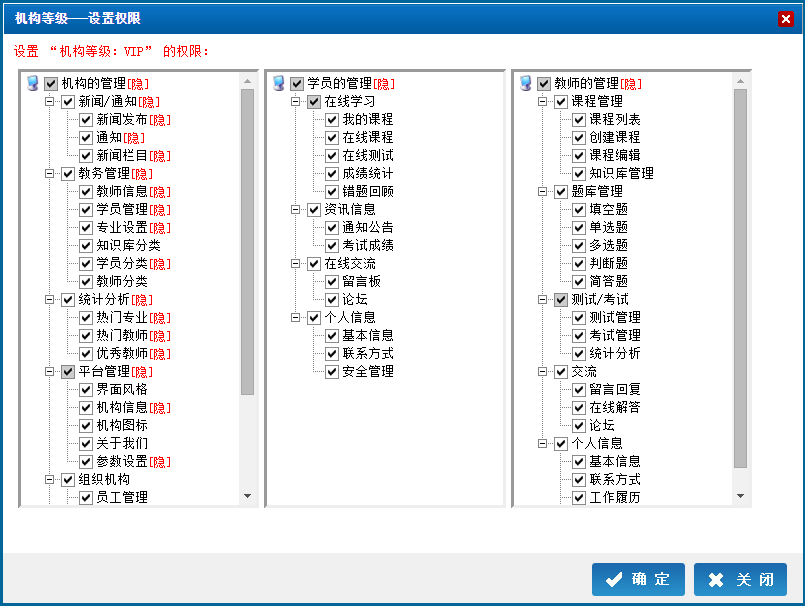 机构等级——设置权限
设置 “机构等级：VIP” 的权限：
机构的管理[隐]
新闻/通知[隐]
新闻发布[隐]
通知[隐]
新闻栏目[隐]
教务管理[隐]
教师信息[隐]
学员管理[隐]
专业设置[隐]
知识库分类
学员分类[隐]
教师分类
统计分析[隐]
热门专业[隐]
热门教师[隐]
优秀教师[隐]
平台管理[隐]
界面风格
机构信息[隐]
机构图标
关于我们
参数设置[隐]
组织机构
员工管理
学员的管理[隐]
在线学习
我的课程
在线课程
在线测试
成绩统计
错题回顾
资讯信息
通知公告
考试成绩
在线交流
留言板
论坛
个人信息
基本信息
联系方式
安全管理
教师的管理[隐]
课程管理
课程列表
创建课程
课程编辑
知识库管理
题库管理
填空题
单选题
多选题
判断题
简答题
测试/考试
测试管理
考试管理
统计分析
交流
留言回复
在线解答
论坛
个人信息
基本信息
联系方式
工作履历
确 定
关 闭